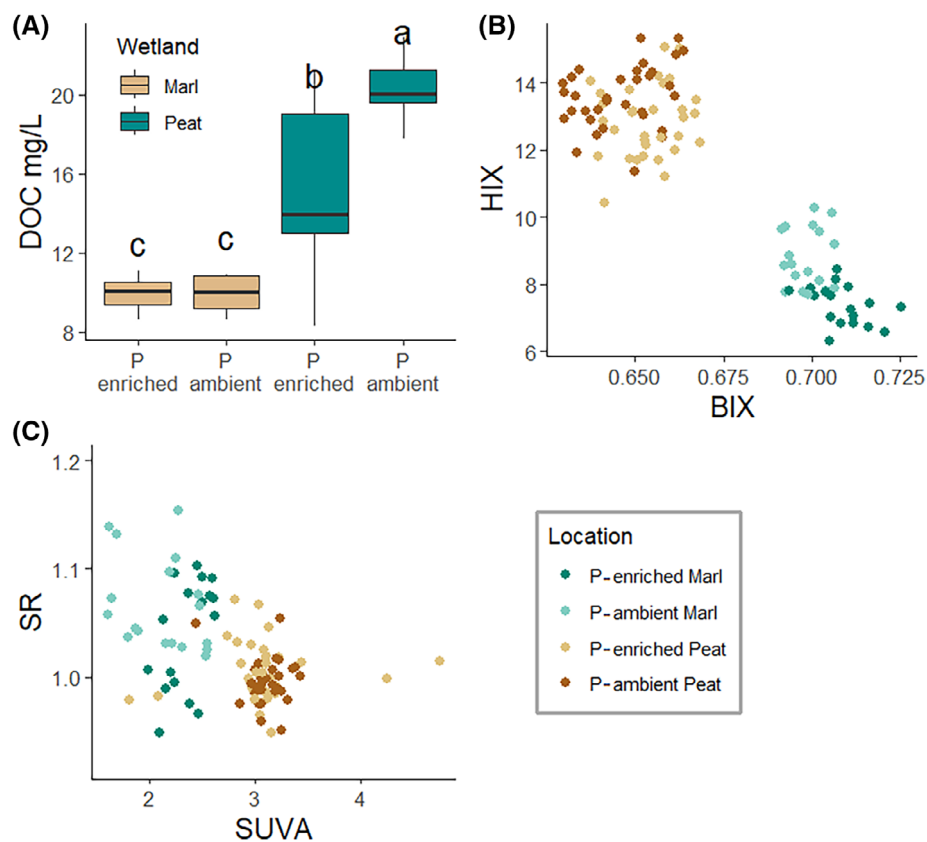 (A)
Wetland
Marl
Peat
DOC mg/L
20
16
12
8
c
c
b
a
P enriched
P ambient
P enriched
P ambient
(B)
HIX
14
12
10
8
6
0.650
0.675
0.700
0.725
BIX
(C)
SR
1.2
1.1
1.0
2
3
4
SUVA
Location
P-enriched Marl
P-ambient Marl
P-enriched Peat
P-ambient Peat